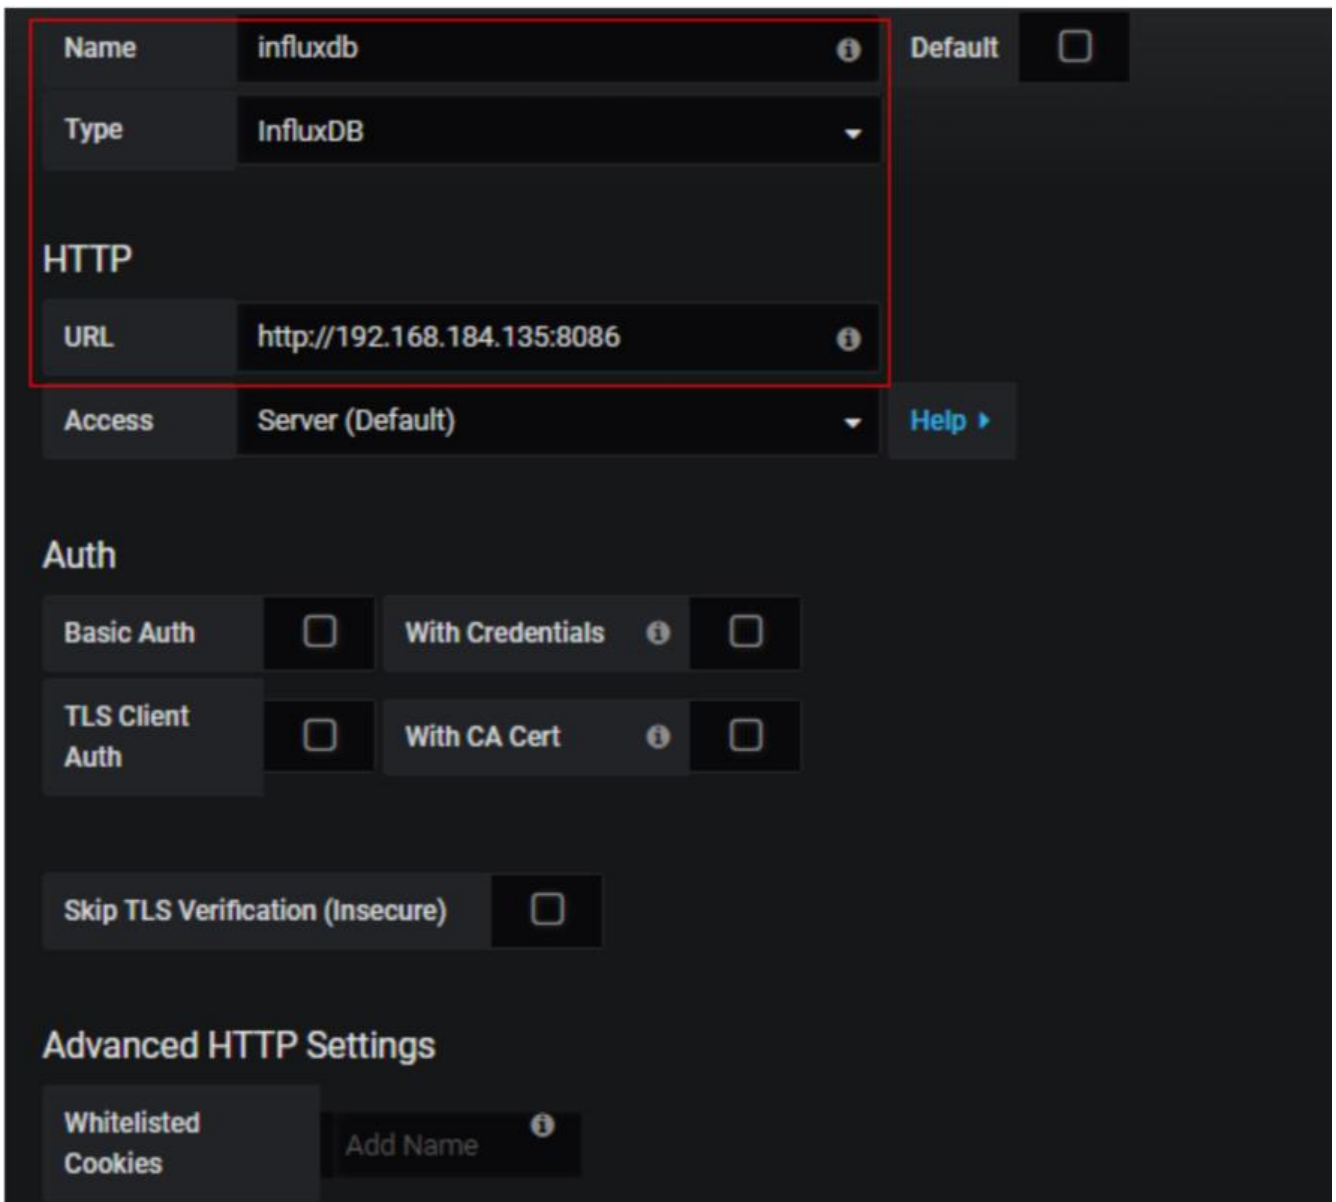 Name influxdb Default
Type InfluxDB
HTTP
URL http://192.168.184.135:8086
Access Server (Default) Help
Auth
Basic Auth With Credentials
TLS Client
Auth
With CA Cert
Skip TLS Verification (Insecure)
Advanced HTTP Settings
Whitelisted
Cookies
Add Name